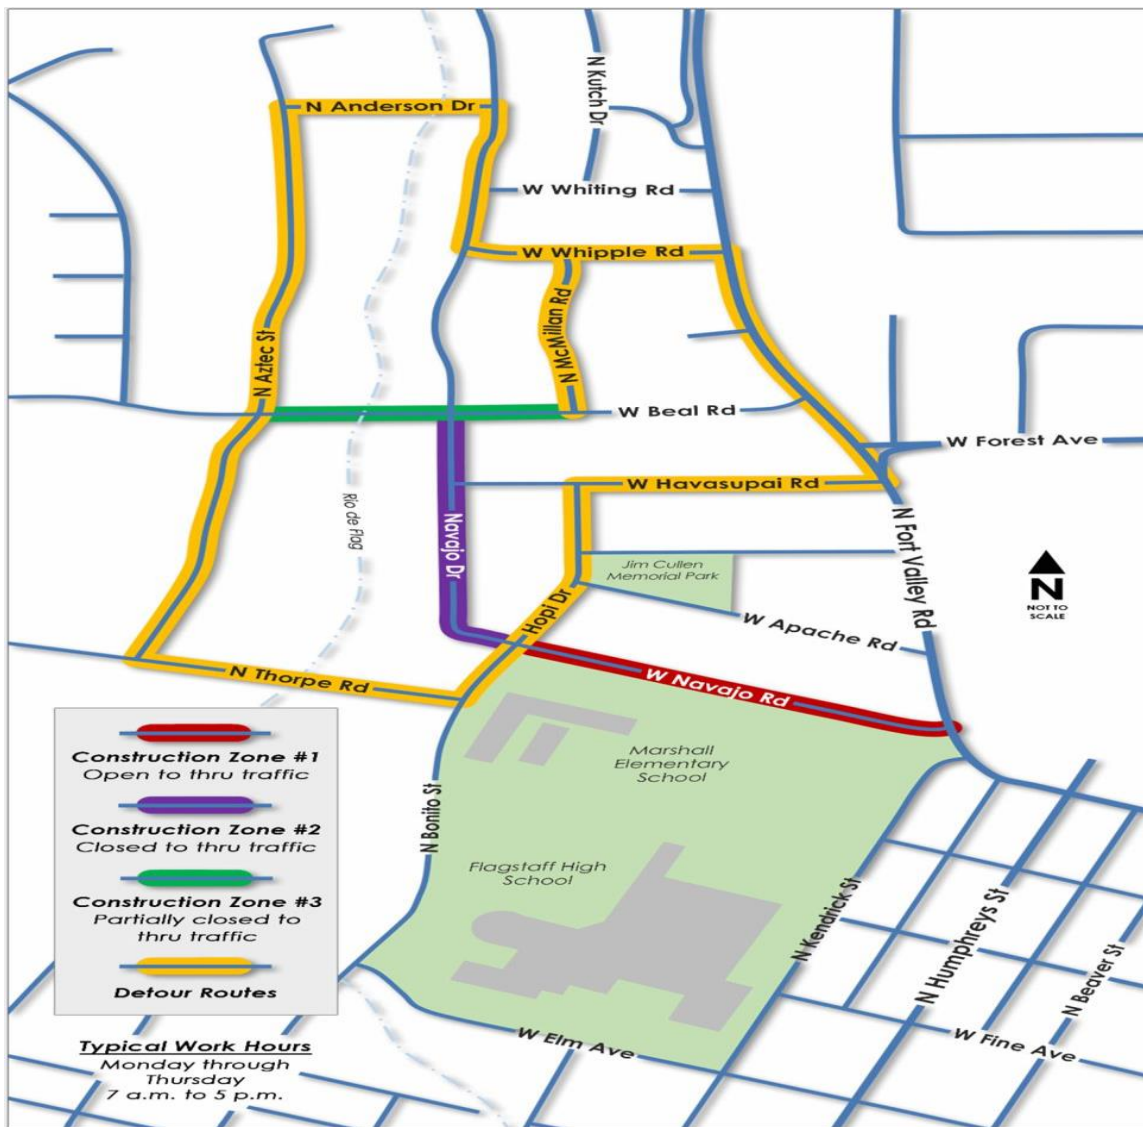 N Kutch Dr
N Anderson Dr
W Whiting Rd
W Whipple Rd
N McMillan Rd
N Aztec St
W Beal Rd
W Forest Ave
W Havasupai Rd
Rio de Flag
Navajo Dr
N Fort Valley Rd
Jim Cullen
Memorial Park
N
NOT TO
SCALE
Hopi Dr
W Apache Rd
N Thorpe Rd
W Navajo Rd
Marshall
Elementary
School
N Bonito St
Flagstaff High
School
N Kendrick St
N Humphreys St
N Beaver St
W Elm Ave
W Fine Ave
Construction Zone #1
Open to thru traffic
Construction Zone #2
Closed to thru traffic
Construction Zone #3
Partially closed to
thru traffic
Detour Routes
Typical Work Hours
Monday through
Thursday
7 a.m. to 5 p.m.